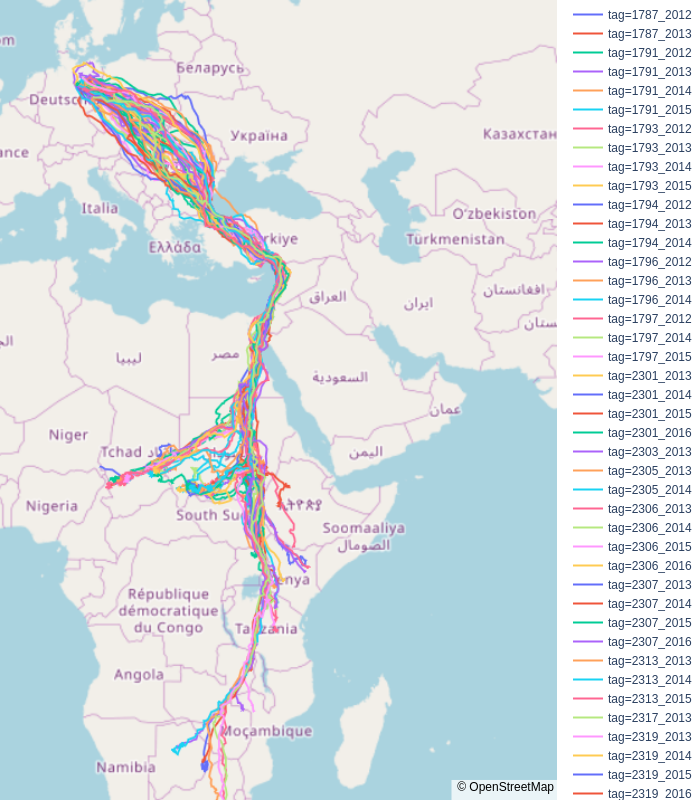 om
Беларусь
Deutsc
Україна
ance
Казахстан
Italia
Oʻzbekiston
Ελλάδα
rkiye
Türkmenistan
افغانستان
العراق
ایران
ستان
ليبيا
مصر
السعودية
عمان
Niger
Tchad تشاد
اليمن
Nigeria
South Su
Soomaaliya
الصومال
enya
République
démocratique
du Congo
Tanzania
Angola
Moçambique
Namibia
© OpenStreetMap
tag=1787_2012
tag=1787_2013
tag=1791_2012
tag=1791_2013
tag=1791_2014
tag=1791_2015
tag=1793_2012
tag=1793_2013
tag=1793_2014
tag=1793_2015
tag=1794_2012
tag=1794_2013
tag=1794_2014
tag=1796_2012
tag=1796_2013
tag=1796_2014
tag=1797_2012
tag=1797_2014
tag=1797_2015
tag=2301_2013
tag=2301_2014
tag=2301_2015
tag=2301_2016
tag=2303_2013
tag=2305_2013
tag=2305_2014
tag=2306_2013
tag=2306_2014
tag=2306_2015
tag=2306_2016
tag=2307_2013
tag=2307_2014
tag=2307_2015
tag=2307_2016
tag=2313_2013
tag=2313_2014
tag=2313_2015
tag=2317_2013
tag=2319_2013
tag=2319_2014
tag=2319_2015
tag=2319_2016